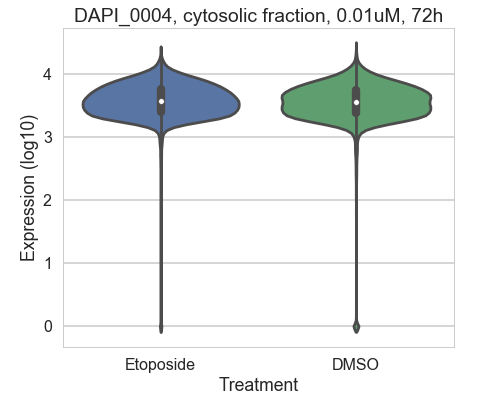 DAPI_0004, cytosolic fraction, 0.01uM, 72h
Expression (log10)
4
3
2
1
0
Etoposide DMSO
Treatment